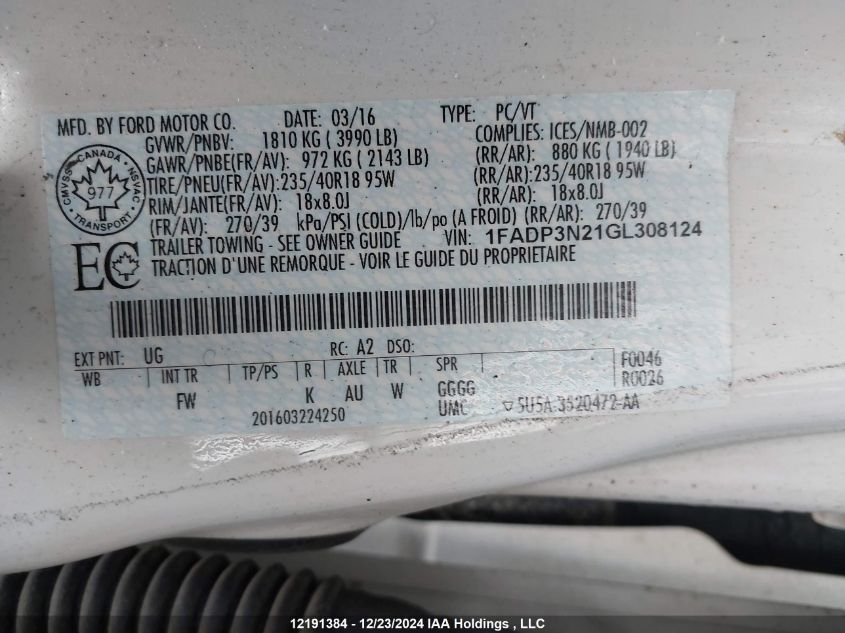 MFD. BY FORD MOTOR CO. DATE: 03/16 TYPE: PC/VT
GVWR/PNBV: 1810 KG ( 3990 LB) COMPLIES: ICES/NMB-002
GAWR/PNBE(FR/AV): 972 KG ( 2143 LB) (RR/AR): 880 KG ( 1940 LB)
TIRE/PNEU(FR/AV):235/40R18 95W (RR/AR):235/40R18 95W
RIM/JANTE(FR/AV): 18x8.0J (RR/AR): 18x8.0J
(FR/AV): 270/39 kPa/PSI (COLD)/lb/po (A FROID) (RR/AR): 270/39
TRAILER TOWING - SEE OWNER GUIDE VIN: 1FADP3N21GL308124
TRACTION D'UNE REMORQUE - VOIR LE GUIDE DU PROPRIETAIRE
CMVSS · CANADA · NSVAC
977
TRANSPORT
EC
EXT PNT: UG RC: A2 DSO:
WB INT TR TP/PS R AXLE TR SPR F0046
FW K AU W GGGG R0026
201603224250 UMC ▽ 5U5A-3520472-AA
12191384 - 12/23/2024 IAA Holdings , LLC